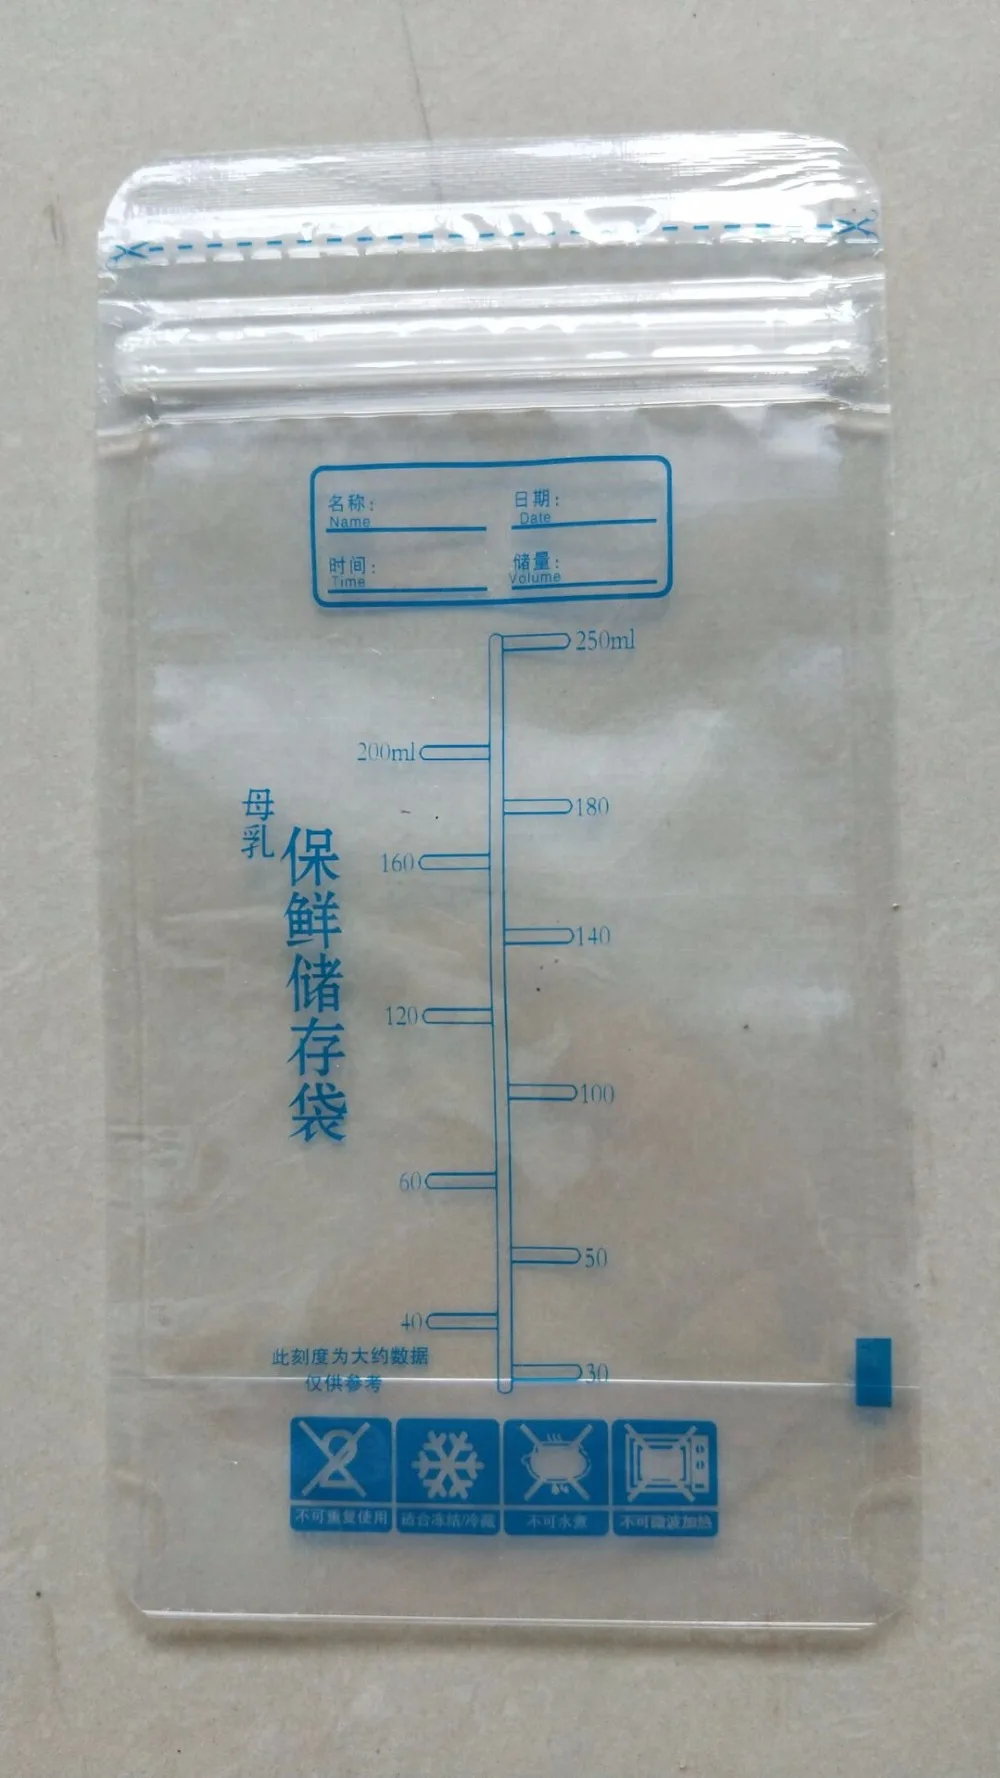 名称：
Name
日期：
Date
时间：
Time
储量：
Volume
250ml
200ml
180
160
140
120
100
60
50
40
30
母乳
保鲜储存袋
此刻度为大约数据
仅供参考
不可重复使用
适合冻结/冷藏
不可水煮
不可微波加热